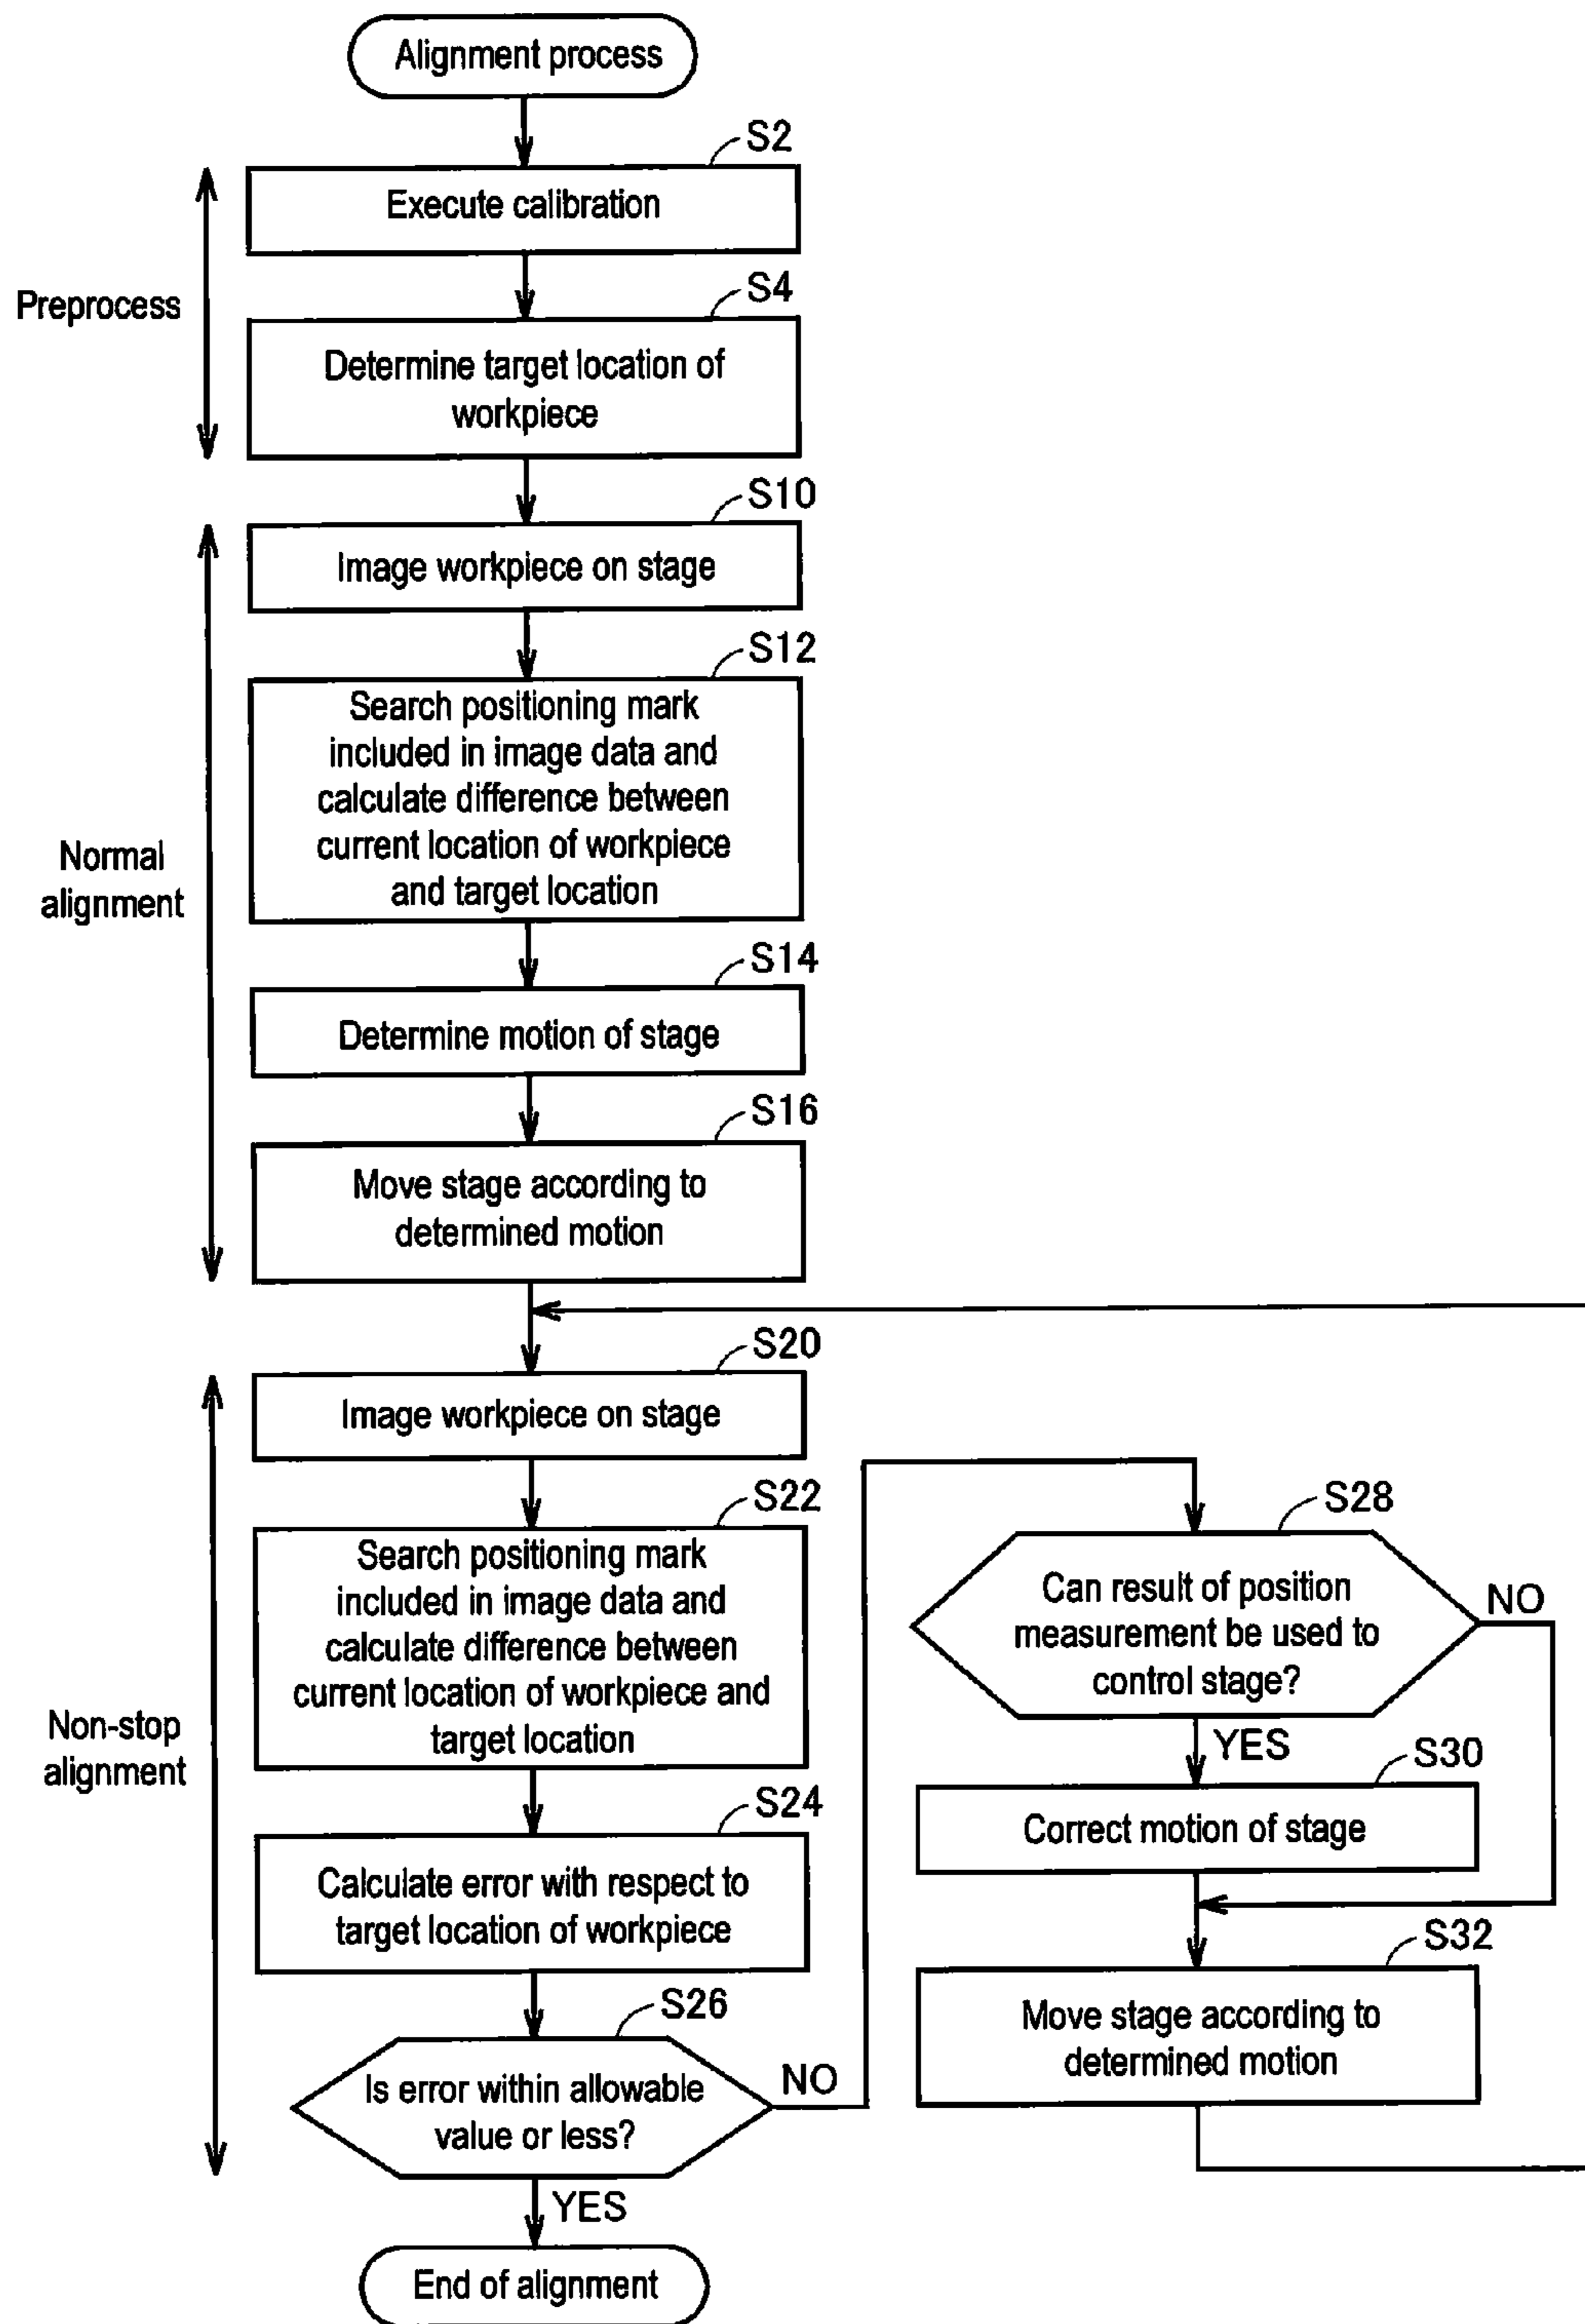 Alignment process
S2
Execute calibration
Preprocess
S4
Determine target location of
workpiece
S10
Image workpiece on stage
S12
Search positioning mark
included in image data and
calculate difference between
current location of workpiece
and target location
Normal
alignment
S14
Determine motion of stage
S16
Move stage according to
determined motion
S20
Image workpiece on stage
S22
Search positioning mark
included in image data and
calculate difference between
current location of workpiece and
target location
Non-stop
alignment
S24
Calculate error with respect to
target location of workpiece
S26
Is error within allowable
value or less?
NO
YES
End of alignment
S28
Can result of position
measurement be used to
control stage?
NO
YES
S30
Correct motion of stage
S32
Move stage according to
determined motion